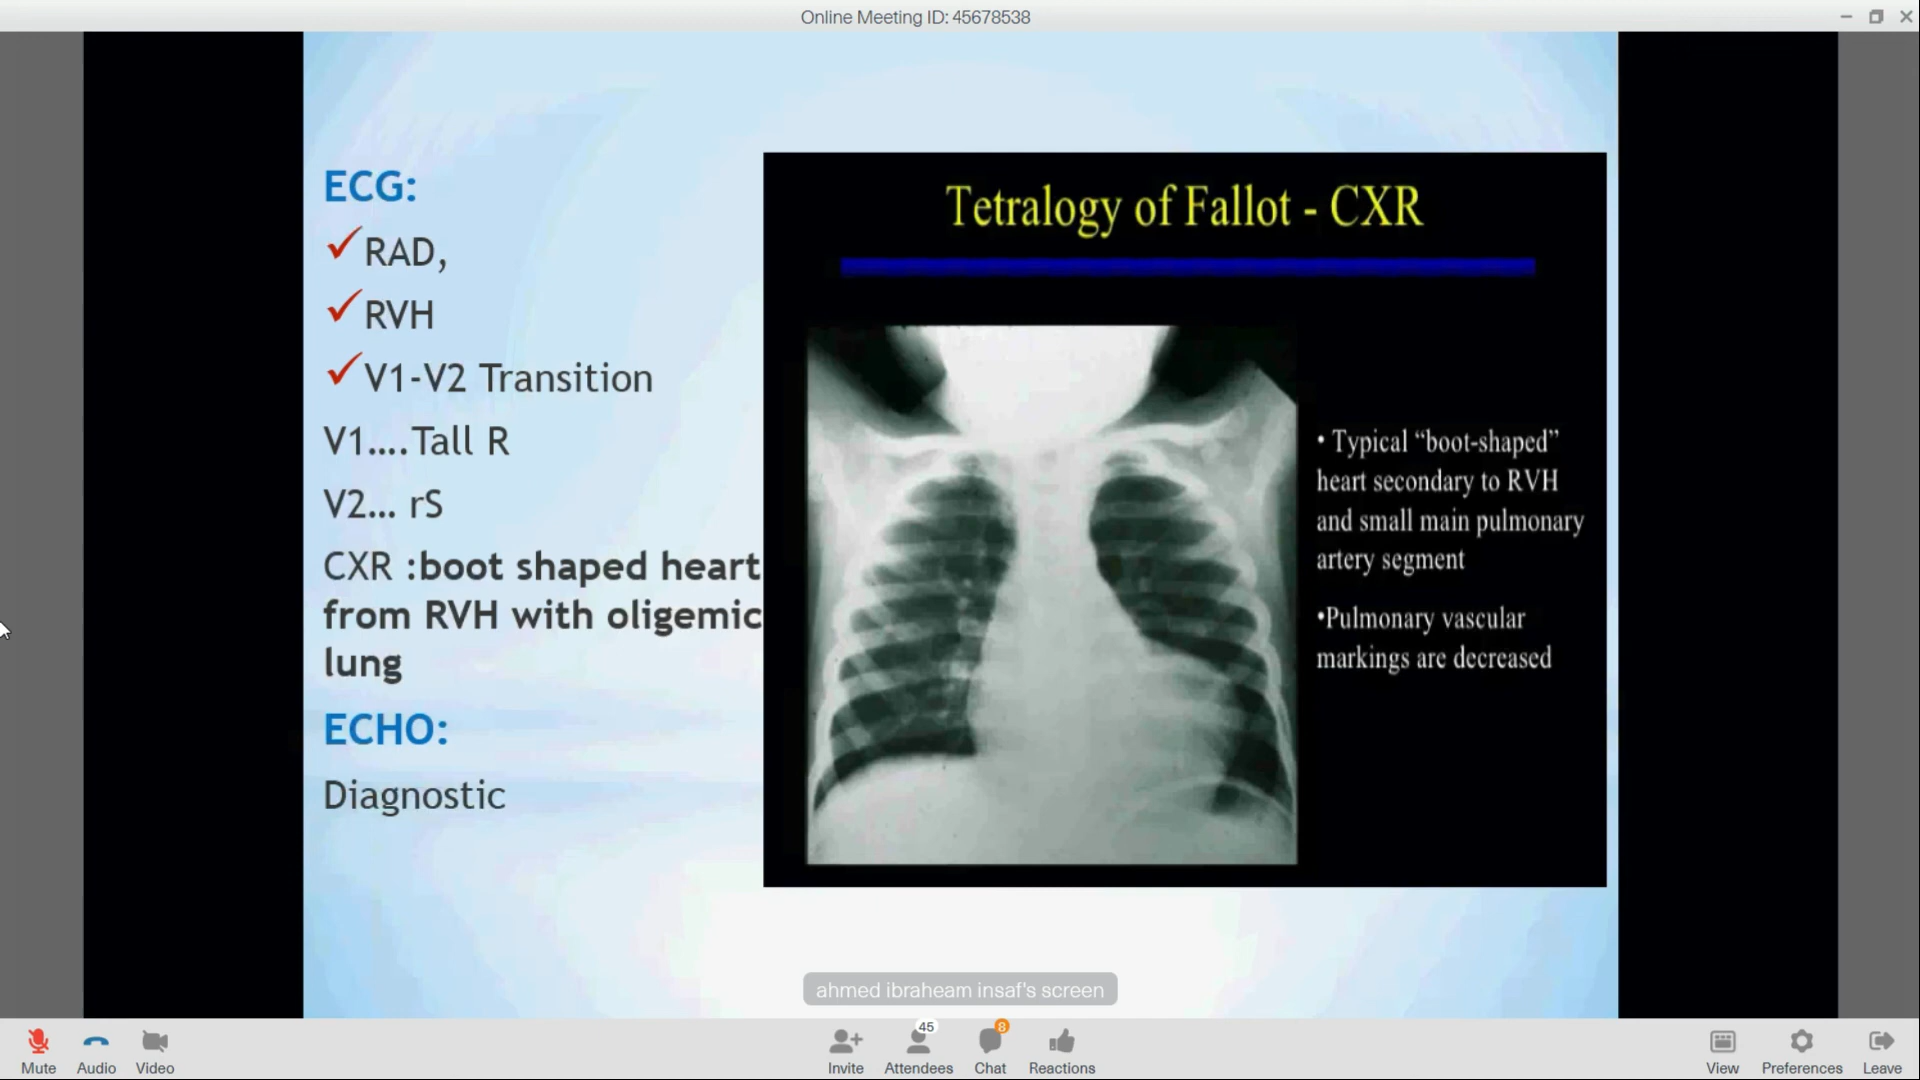 Online Meeting ID: 45678538
ECG:
RAD,
RVH
V1-V2 Transition
V1....Tall R
V2... rS
CXR :boot shaped heart
from RVH with oligemic
lung
ECHO:
Diagnostic
Tetralogy of Fallot - CXR
• Typical “boot-shaped”
heart secondary to RVH
and small main pulmonary
artery segment
•Pulmonary vascular
markings are decreased
ahmed ibraheam insaf's screen
Mute Audio Video
45
8
Invite Attendees Chat Reactions
View Preferences Leave